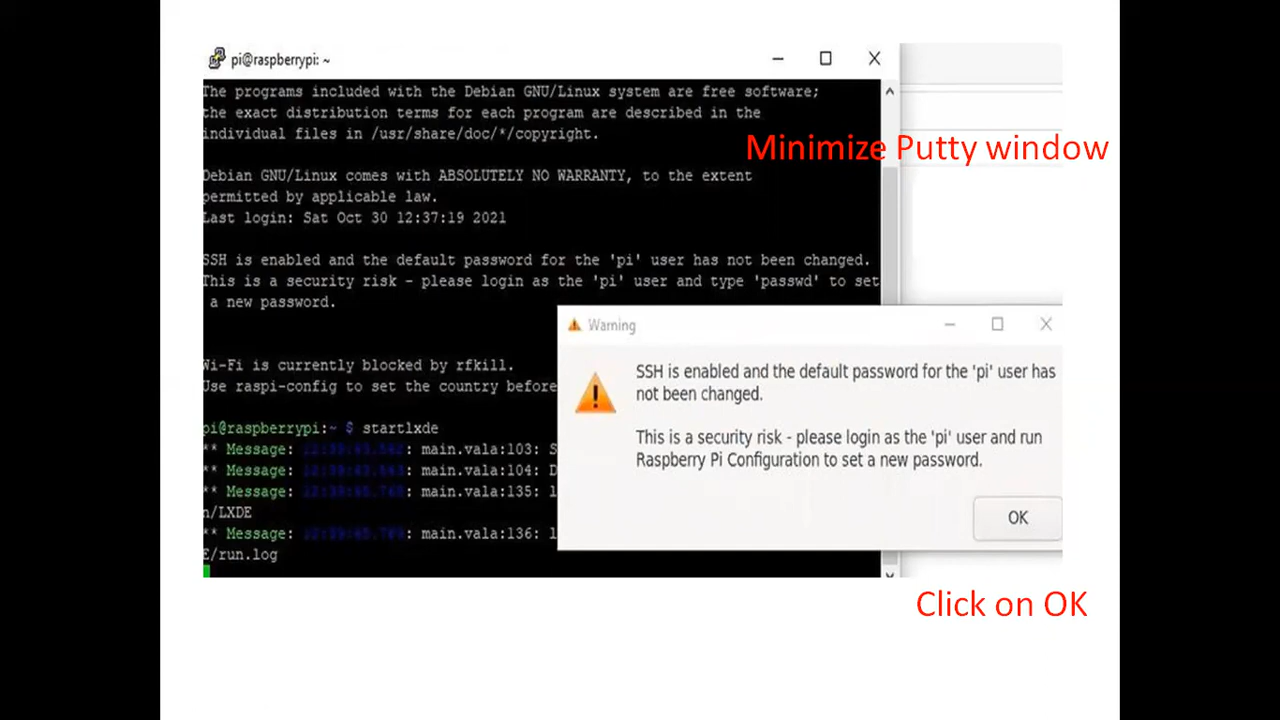 pi@raspberrypi: ~
The programs included with the Debian GNU/Linux system are free software;
the exact distribution terms for each program are described in the
individual files in /usr/share/doc/*/copyright.
Minimize Putty window
Debian GNU/Linux comes with ABSOLUTELY NO WARRANTY, to the extent
permitted by applicable law.
Last login: Sat Oct 30 12:37:19 2021
SSH is enabled and the default password for the 'pi' user has not been changed.
This is a security risk - please login as the 'pi' user and type 'passwd' to set
a new password.
Wi-Fi is currently blocked by rfkill.
Use raspi-config to set the country before
pi@raspberrypi:~ $ startlxde
** Message: : main.vala:103: S
** Message: : main.vala:104: D
** Message: : main.vala:135: l
n/LXDE
** Message: : main.vala:136: l
E/run.log
Warning
SSH is enabled and the default password for the 'pi' user has
not been changed.
This is a security risk - please login as the 'pi' user and run
Raspberry Pi Configuration to set a new password.
OK
Click on OK